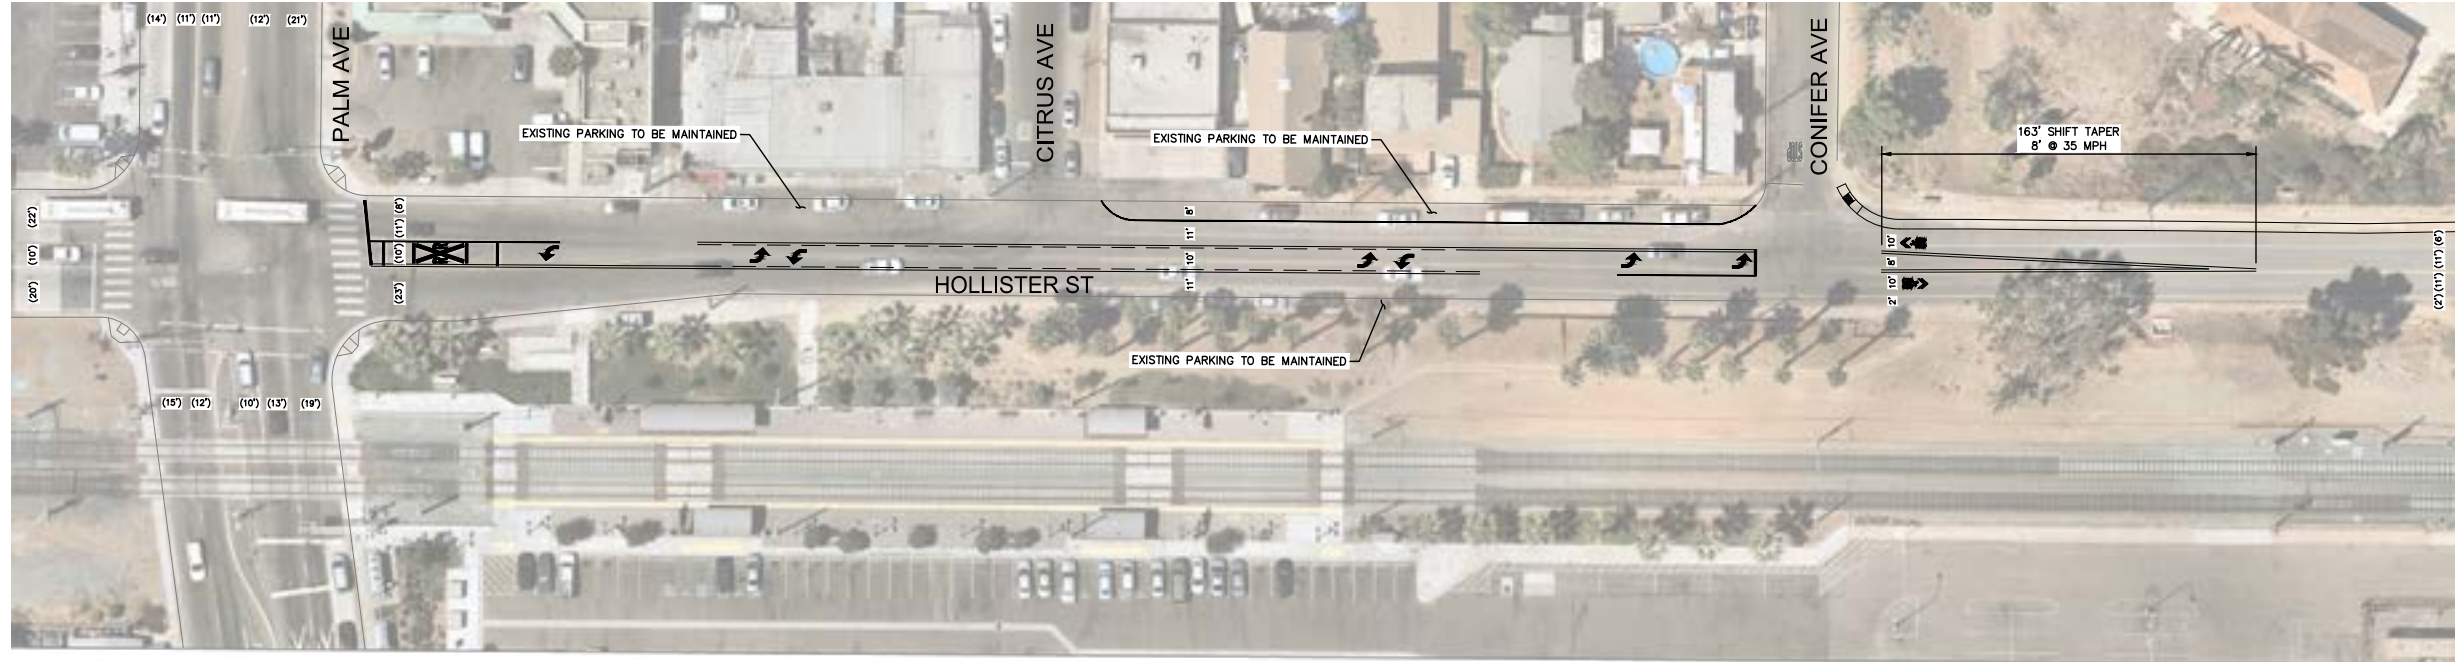 (14') (11') (11') (12') (21')
PALM AVE
CITRUS AVE
CONIFER AVE
EXISTING PARKING TO BE MAINTAINED
EXISTING PARKING TO BE MAINTAINED
163' SHIFT TAPER
8' @ 35 MPH
(22')
(10')
(20')
(8')
(11')
(10')
(23')
8'
11'
10'
11'
10'
8'
10'
2'
(6')
(11')
(11')
(2')
HOLLISTER ST
EXISTING PARKING TO BE MAINTAINED
(15') (12') (10') (13') (19')